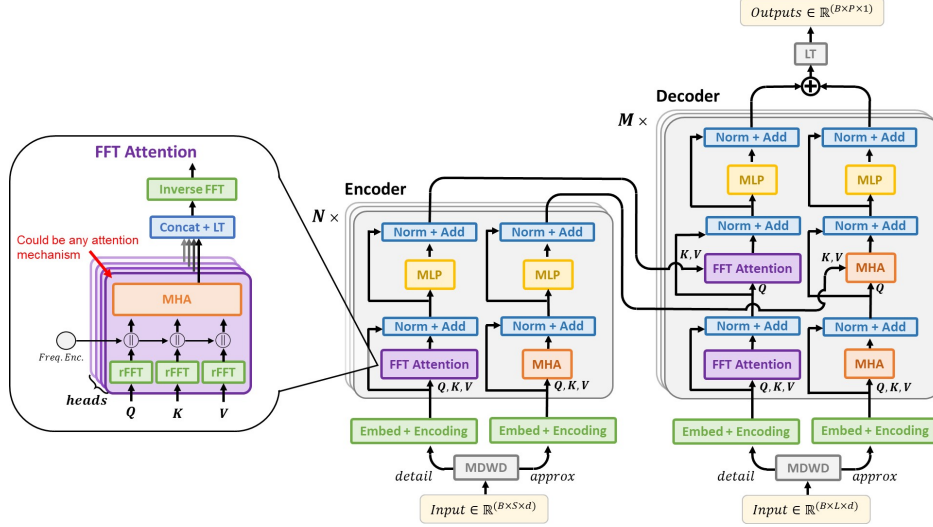 FFT Attention
Inverse FFT
Concat + LT
Could be any attention
mechanism
MHA
Freq. Enc.
|| || ||
rFFT rFFT rFFT
heads
Q K V
Encoder
N ×
Norm + Add Norm + Add
MLP MLP
Norm + Add Norm + Add
FFT Attention MHA
Q, K, V Q, K, V
Embed + Encoding Embed + Encoding
detail MDWD approx
Input ∈ ℝ^(B×S×d)
Outputs ∈ ℝ^(B×P×1)
LT
+
Decoder
M ×
Norm + Add Norm + Add
MLP MLP
Norm + Add Norm + Add
K, V K, V
FFT Attention MHA
Q Q
Norm + Add Norm + Add
FFT Attention MHA
Q, K, V Q, K, V
Embed + Encoding Embed + Encoding
detail MDWD approx
Input ∈ ℝ^(B×L×d)